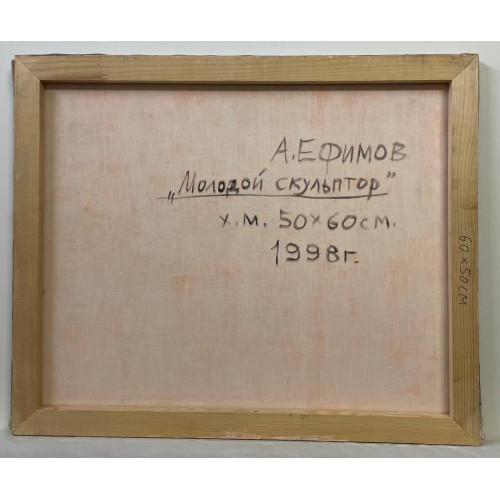 А.ЕФИМОВ
„Молодой скульптор”
х.м. 50×60см.
1998г.
60×50см